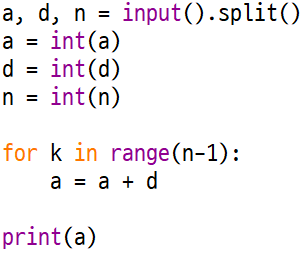 a, d, n = input().split()
a = int(a)
d = int(d)
n = int(n)
for k in range(n-1):
    a = a + d
print(a)